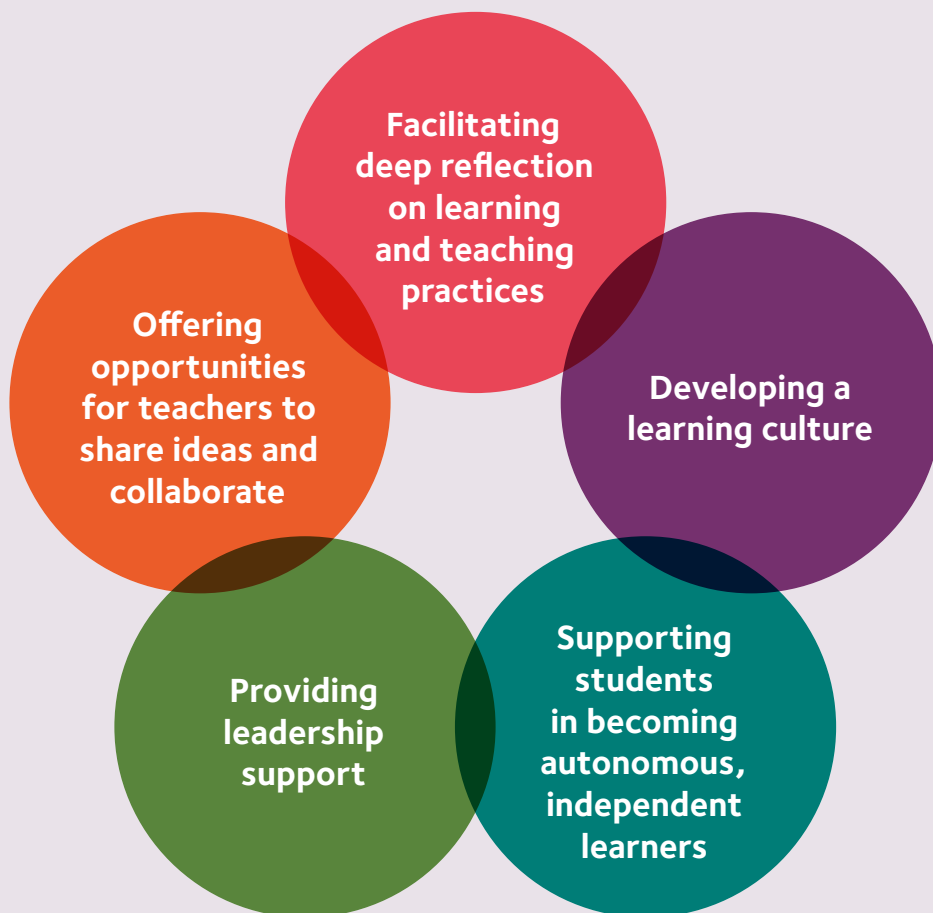 Facilitating
deep reflection
on learning
and teaching
practices
Offering
opportunities
for teachers to
share ideas and
collaborate
Developing a
learning culture
Providing
leadership
support
Supporting
students
in becoming
autonomous,
independent
learners